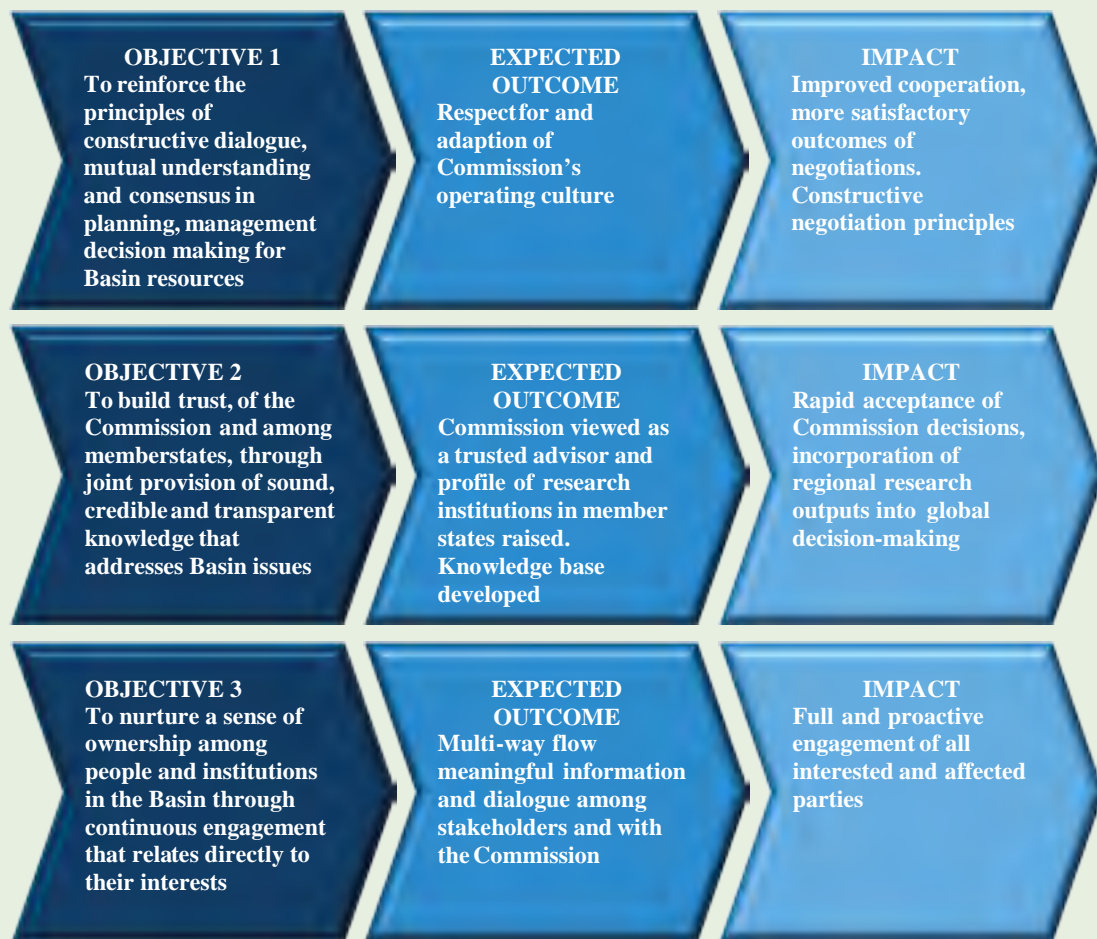 OBJECTIVE 1
To reinforce the
principles of
constructive dialogue,
mutual understanding
and consensus in
planning, management
decision making for
Basin resources
EXPECTED
OUTCOME
Respect for and
adaption of
Commission's
operating culture
IMPACT
Improved cooperation,
more satisfactory
outcomes of
negotiations.
Constructive
negotiation principles
OBJECTIVE 2
To build trust, of the
Commission and among
memberstates, through
joint provision of sound,
credible and transparent
knowledge that
addresses Basin issues
EXPECTED
OUTCOME
Commission viewed as
a trusted advisor and
profile of research
institutions in member
states raised.
Knowledge base
developed
IMPACT
Rapid acceptance of
Commission decisions,
incorporation of
regional research
outputs into global
decision-making
OBJECTIVE 3
To nurture a sense of
ownership among
people and institutions
in the Basin through
continuous engagement
that relates directly to
their interests
EXPECTED
OUTCOME
Multi-way flow
meaningful information
and dialogue among
stakeholders and with
the Commission
IMPACT
Full and proactive
engagement of all
interested and affected
parties